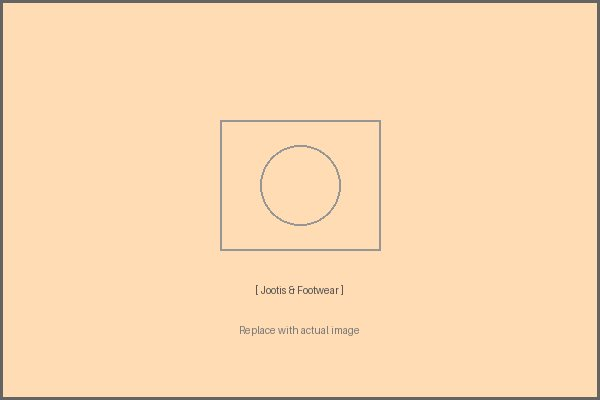 [ Jootis & Footwear ]
Replace with actual image